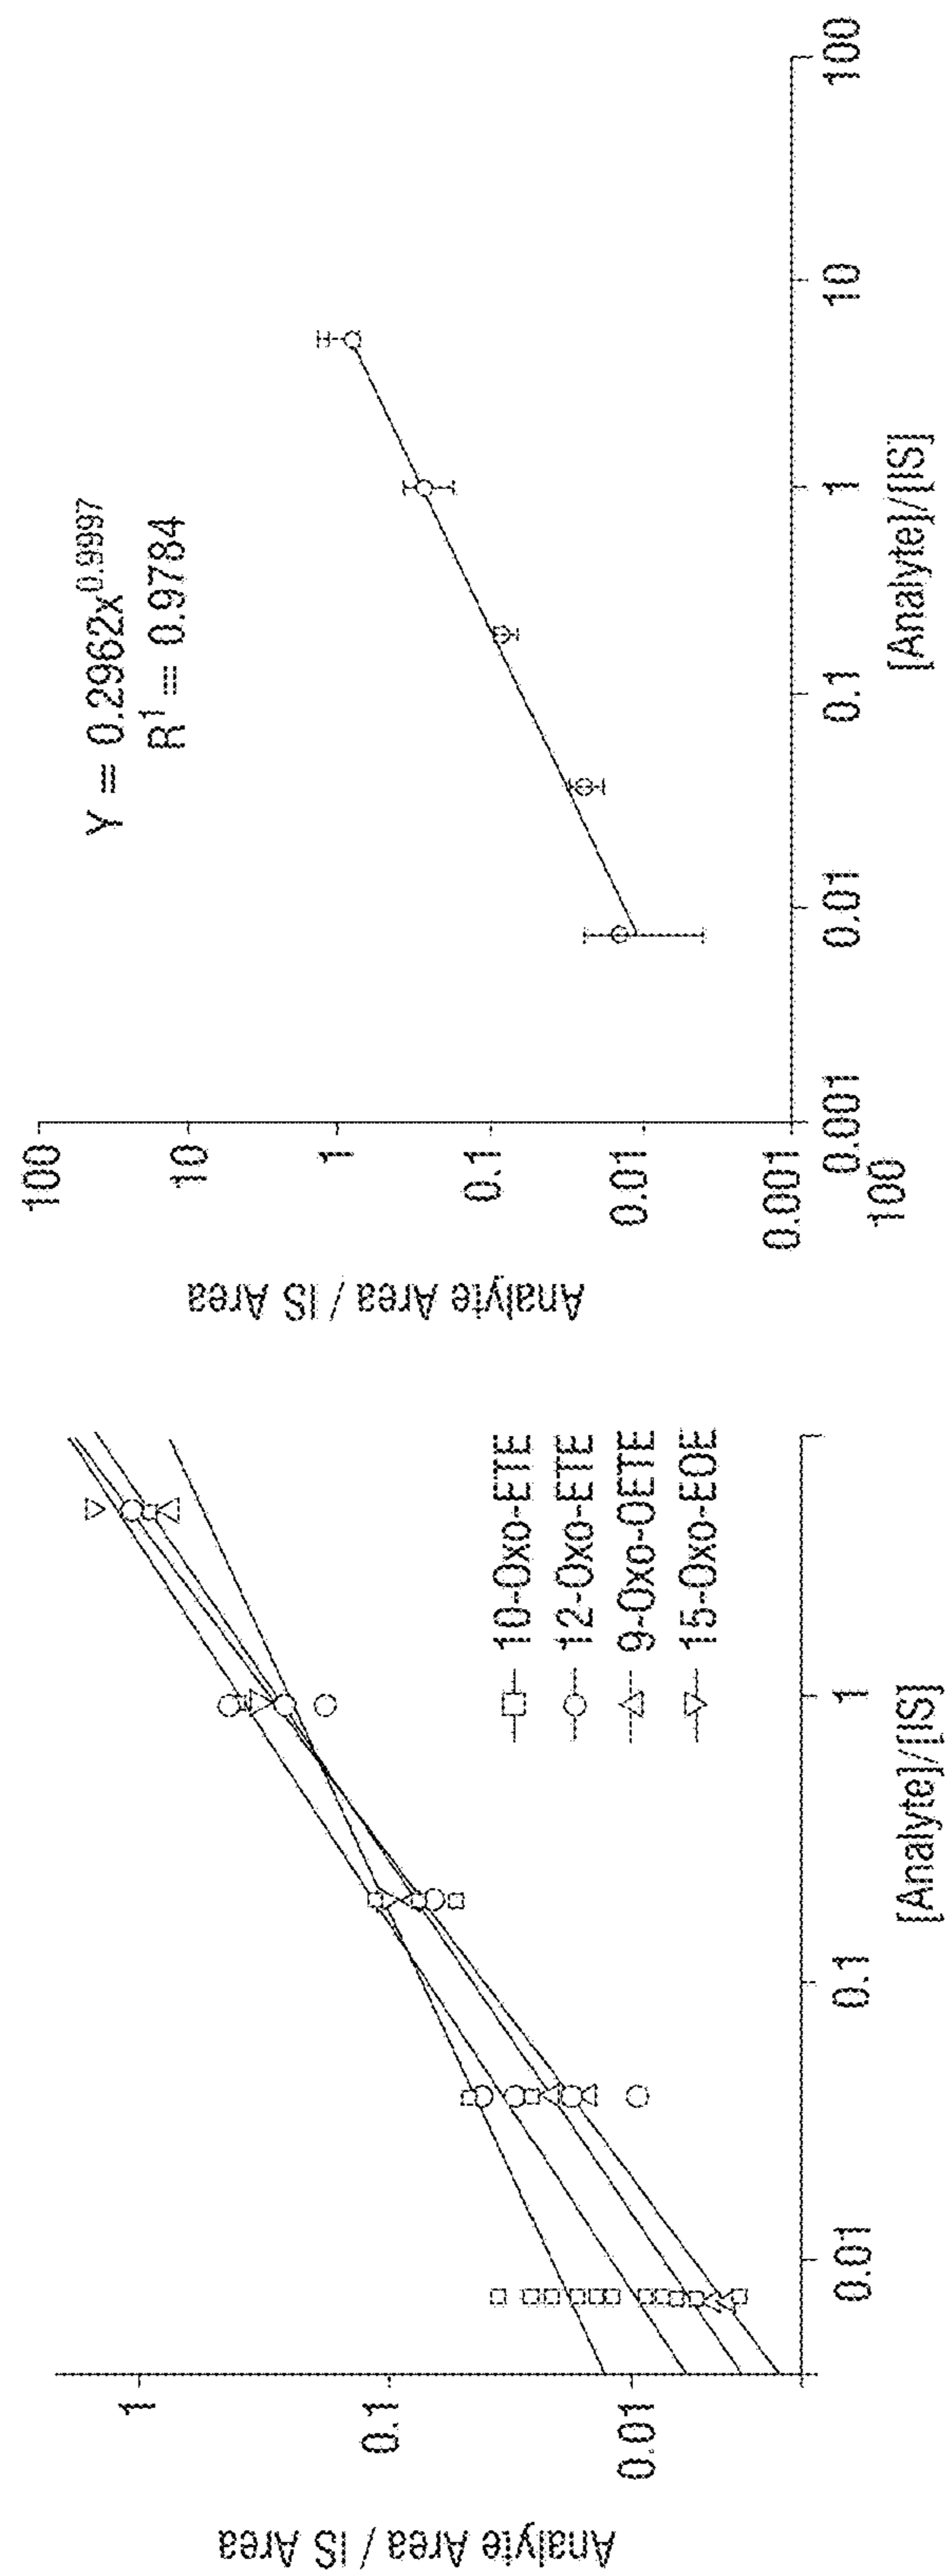 Analyte Area / IS Area
1
0.1
0.01
0.01
0.1
1
[Analyte]/[IS]
10-Oxo-ETE
12-Oxo-ETE
9-Oxo-OETE
15-Oxo-EOE
Analyte Area / IS Area
100
10
1
0.1
0.01
0.001
100
0.001
0.01
0.1
1
10
100
[Analyte]/[IS]
Y = 0.2962x^0.9997
R^1 = 0.9784